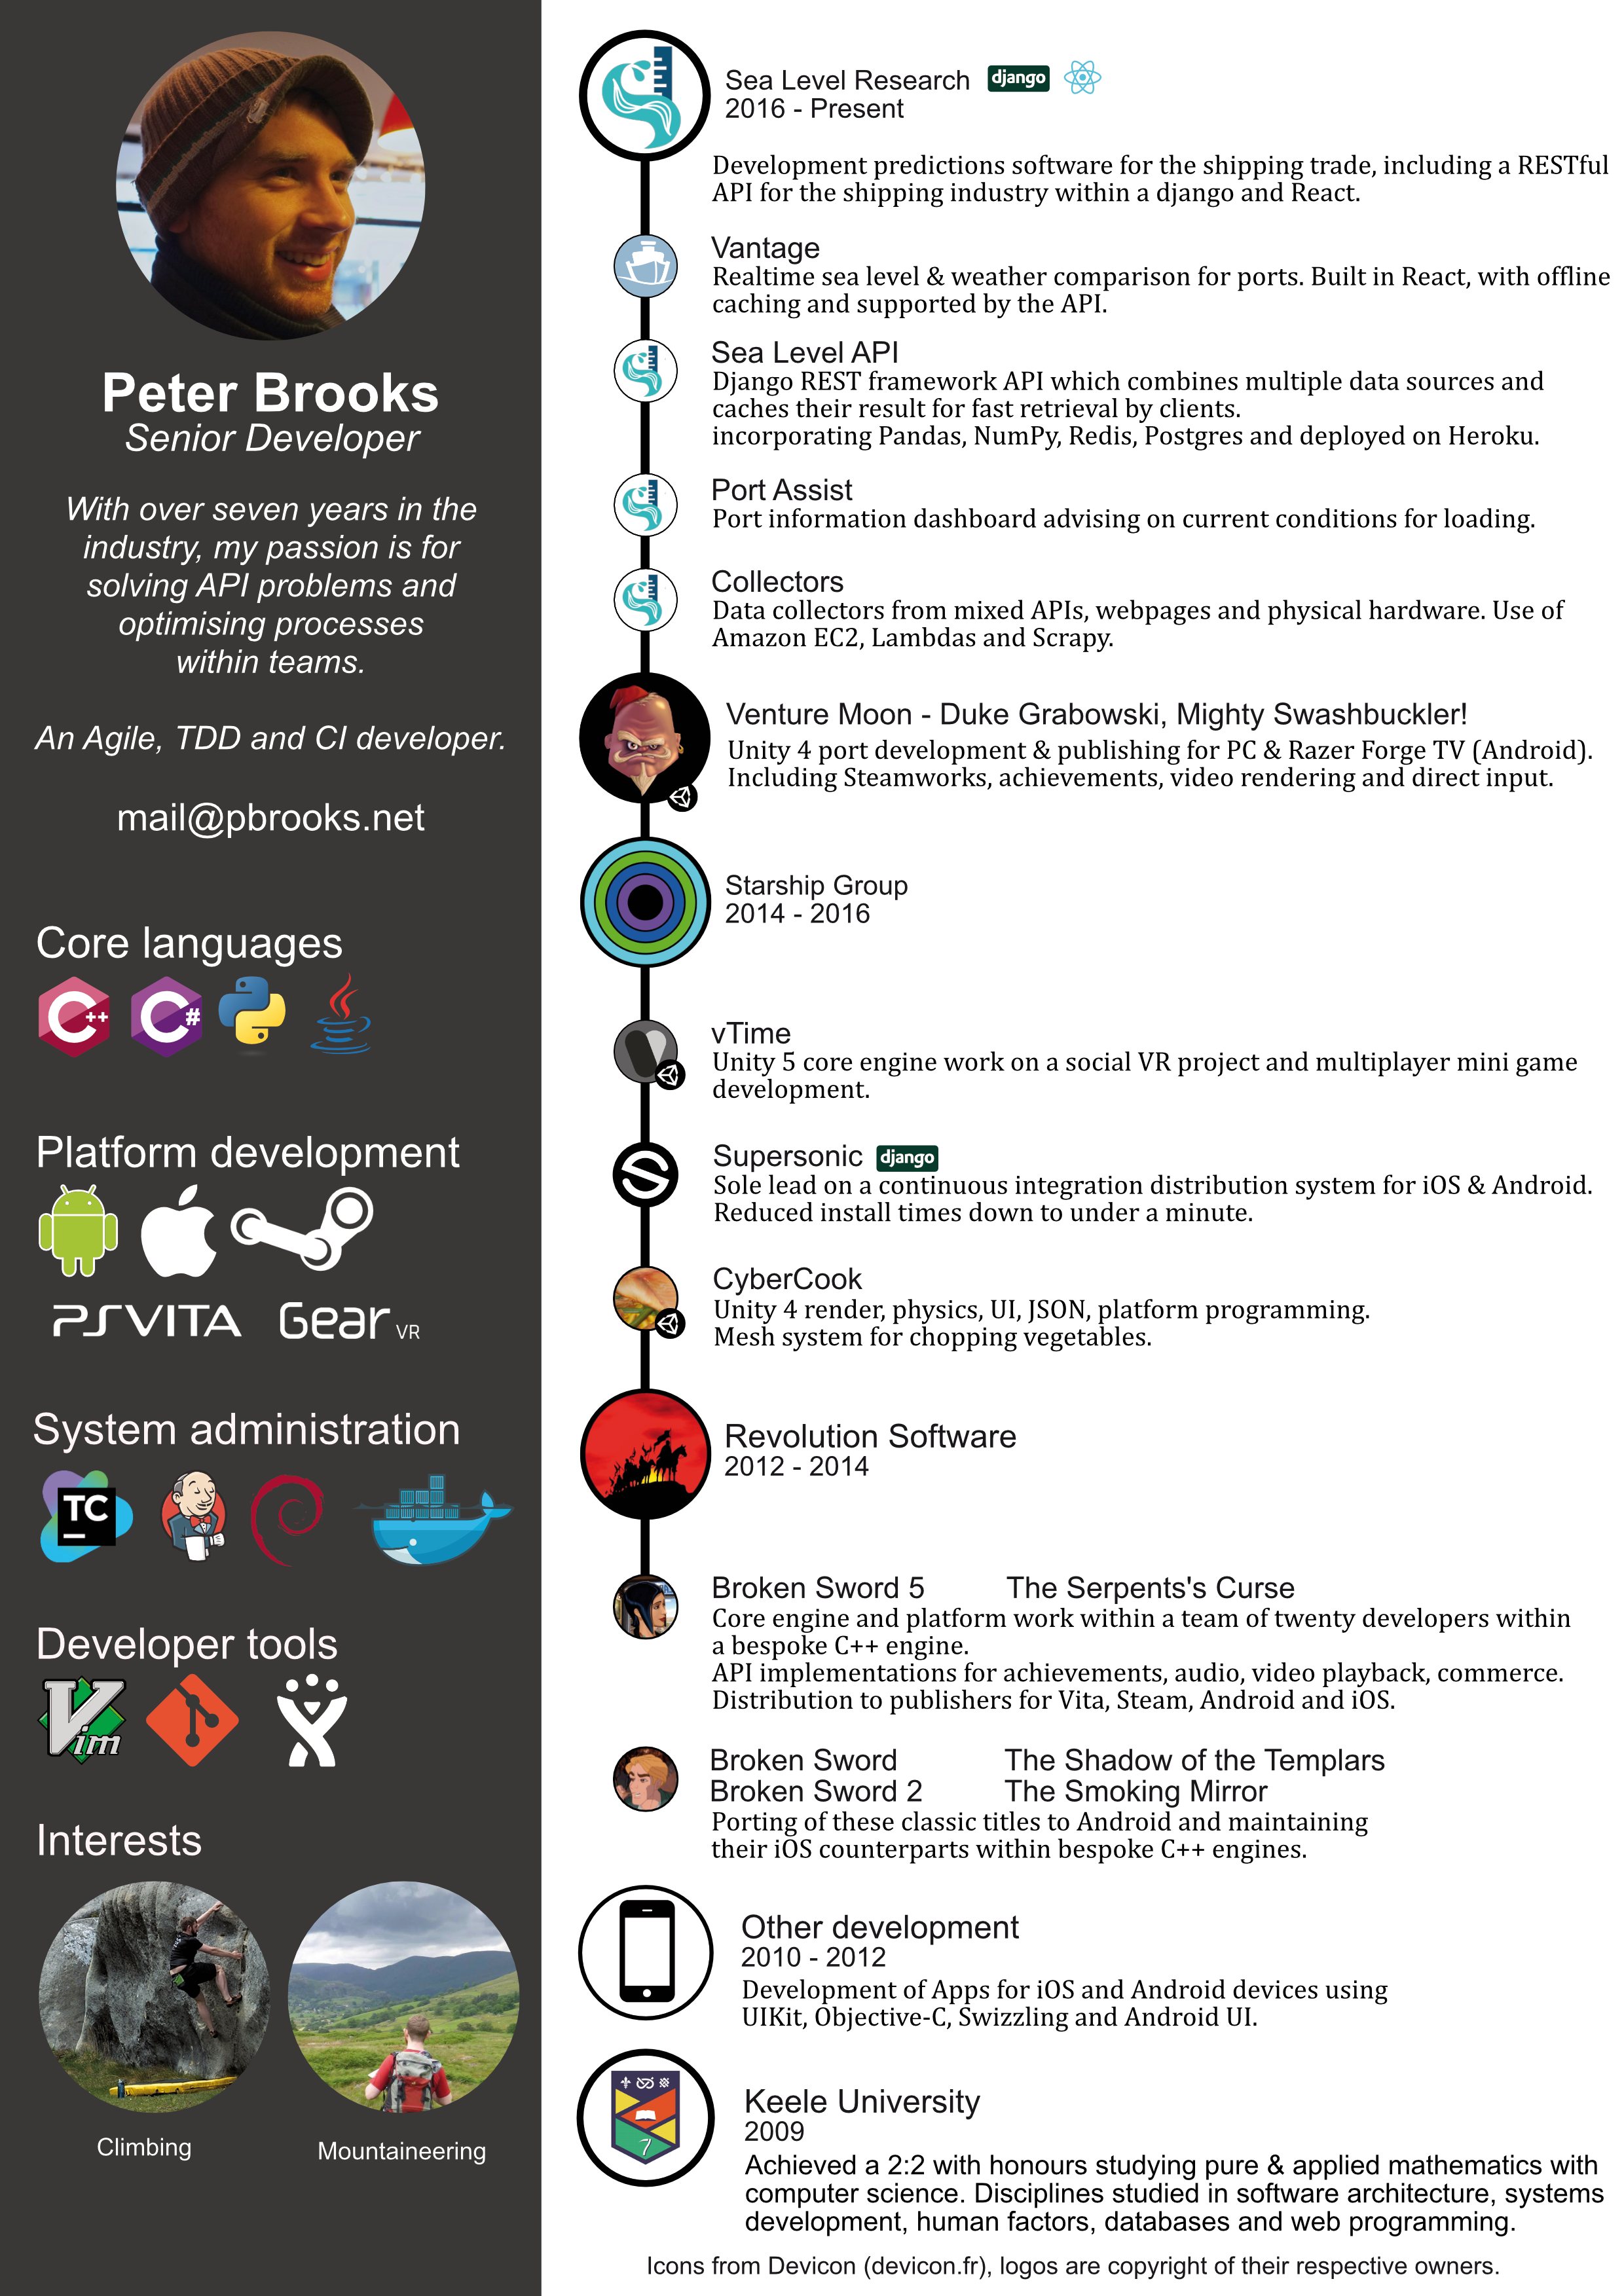 Peter Brooks
Senior Developer
With over seven years in the
industry, my passion is for
solving API problems and
optimising processes
within teams.
An Agile, TDD and CI developer.
mail@pbrooks.net
Core languages
C++
C#
Platform development
PSVITA
Gear VR
System administration
TC
Developer tools
Vim
Interests
Climbing
Mountaineering
Sea Level Research django
2016 - Present
Development predictions software for the shipping trade, including a RESTful
API for the shipping industry within a django and React.
Vantage
Realtime sea level & weather comparison for ports. Built in React, with offline
caching and supported by the API.
Sea Level API
Django REST framework API which combines multiple data sources and
caches their result for fast retrieval by clients.
incorporating Pandas, NumPy, Redis, Postgres and deployed on Heroku.
Port Assist
Port information dashboard advising on current conditions for loading.
Collectors
Data collectors from mixed APIs, webpages and physical hardware. Use of
Amazon EC2, Lambdas and Scrapy.
Venture Moon - Duke Grabowski, Mighty Swashbuckler!
Unity 4 port development & publishing for PC & Razer Forge TV (Android).
Including Steamworks, achievements, video rendering and direct input.
Starship Group
2014 - 2016
vTime
Unity 5 core engine work on a social VR project and multiplayer mini game
development.
Supersonic django
Sole lead on a continuous integration distribution system for iOS & Android.
Reduced install times down to under a minute.
CyberCook
Unity 4 render, physics, UI, JSON, platform programming.
Mesh system for chopping vegetables.
Revolution Software
2012 - 2014
Broken Sword 5 The Serpents's Curse
Core engine and platform work within a team of twenty developers within
a bespoke C++ engine.
API implementations for achievements, audio, video playback, commerce.
Distribution to publishers for Vita, Steam, Android and iOS.
Broken Sword The Shadow of the Templars
Broken Sword 2 The Smoking Mirror
Porting of these classic titles to Android and maintaining
their iOS counterparts within bespoke C++ engines.
Other development
2010 - 2012
Development of Apps for iOS and Android devices using
UIKit, Objective-C, Swizzling and Android UI.
Keele University
2009
Achieved a 2:2 with honours studying pure & applied mathematics with
computer science. Disciplines studied in software architecture, systems
development, human factors, databases and web programming.
Icons from Devicon (devicon.fr), logos are copyright of their respective owners.